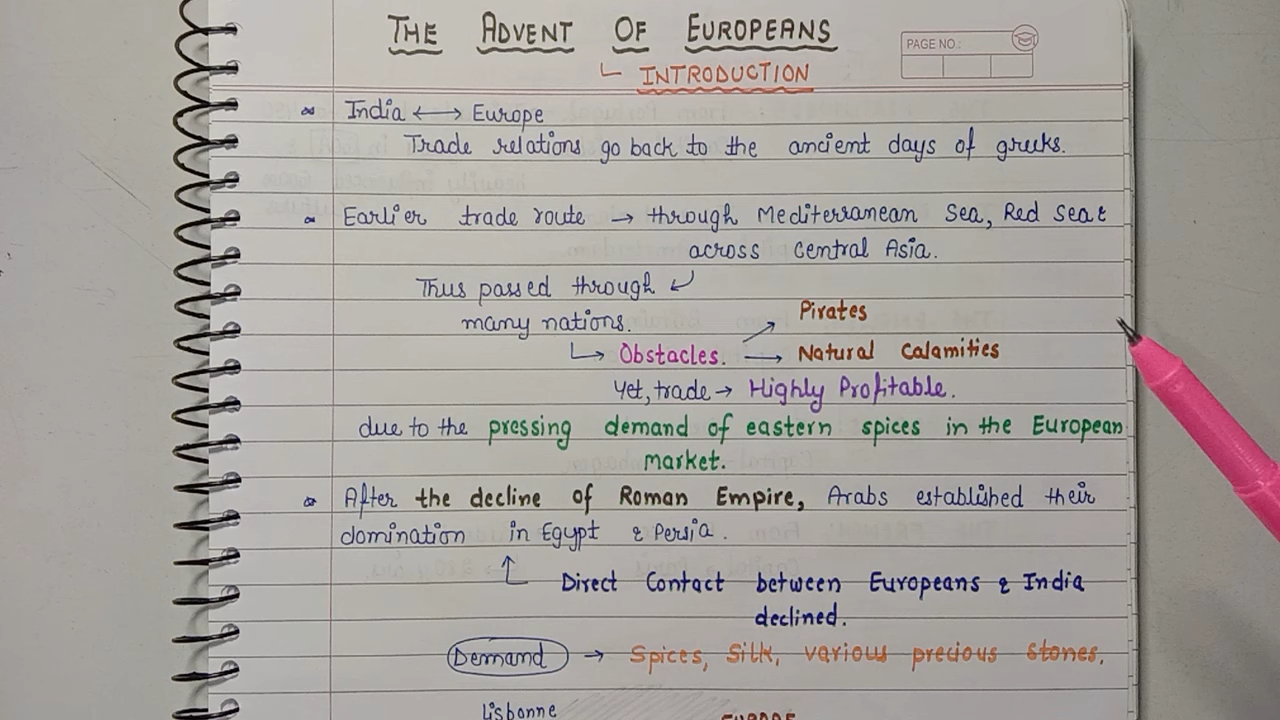 THE ADVENT OF EUROPEANS
PAGE NO.:
INTRODUCTION
India ⟷ Europe
Trade relations go back to the ancient days of greeks.
Earlier trade route → through Mediterranean Sea, Red Sea &
across Central Asia.
Thus passed through
many nations.
Pirates
Obstacles. → Natural Calamities
Yet, trade → Highly Profitable.
due to the pressing demand of eastern spices in the European
market.
After the decline of Roman Empire, Arabs established their
domination in Egypt & Persia.
Direct Contact between Europeans & India
declined.
Demand → Spices, Silk, various precious stones.
Lisbonne
EUROPE